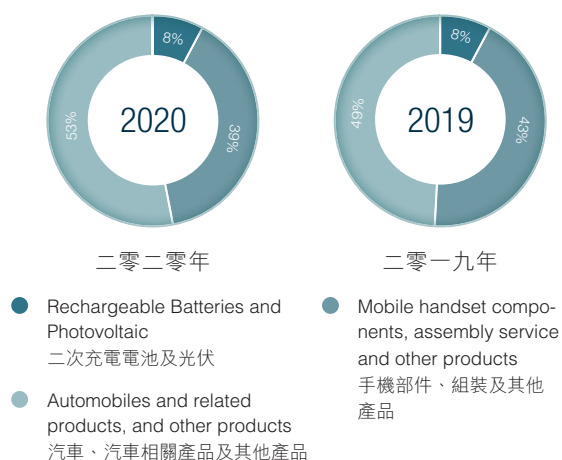 8%
39%
53%
2020
二零二零年
8%
43%
49%
2019
二零一九年
Rechargeable Batteries and
Photovoltaic
二次充電電池及光伏
Automobiles and related
products, and other products
汽車、汽車相關產品及其他產品
Mobile handset compo-
nents, assembly service
and other products
手機部件、組裝及其他
產品